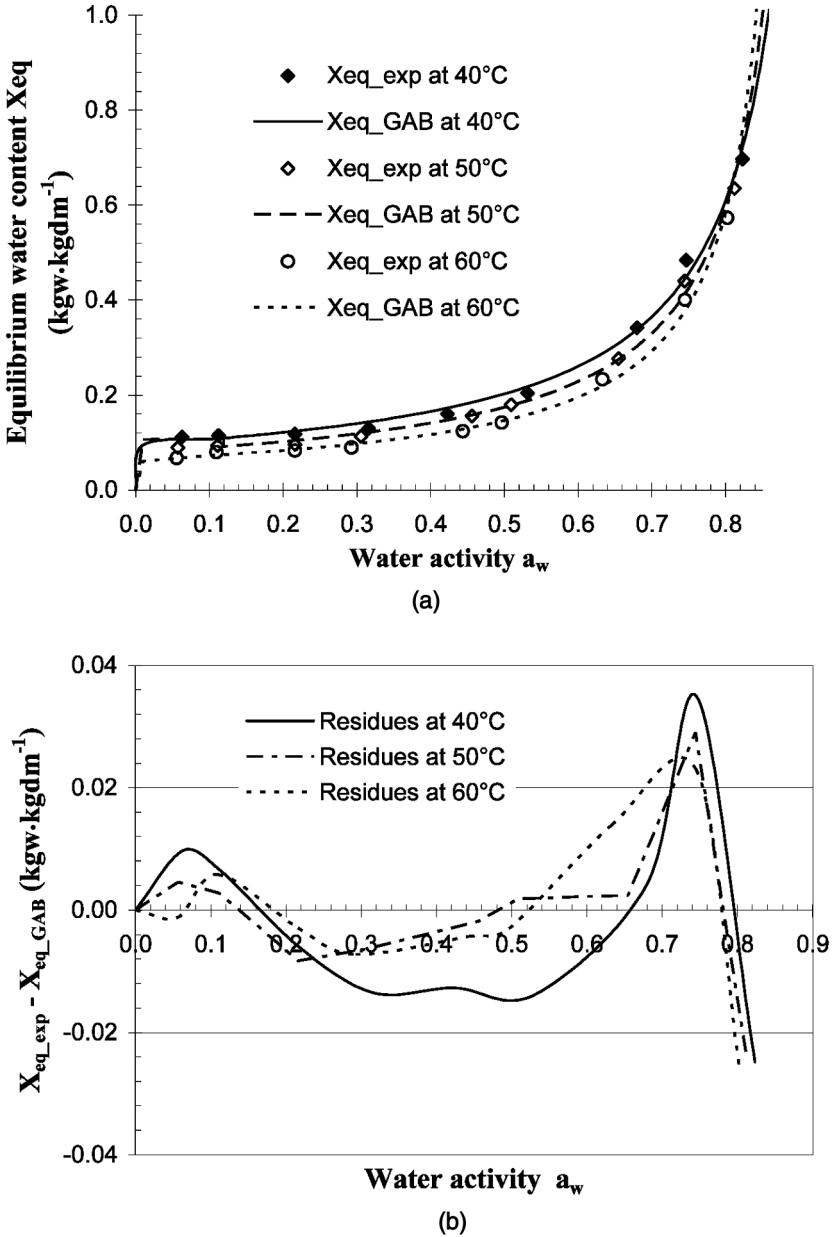 Equilibrium water content Xeq
(kgw·kgdm⁻¹)
1.0
0.8
0.6
0.4
0.2
0.0
Xeq_exp at 40°C
Xeq_GAB at 40°C
Xeq_exp at 50°C
Xeq_GAB at 50°C
Xeq_exp at 60°C
Xeq_GAB at 60°C
0.0 0.1 0.2 0.3 0.4 0.5 0.6 0.7 0.8
Water activity a_w
(a)
X_eq_exp - X_eq_GAB (kgw·kgdm⁻¹)
0.04
0.02
0.00
-0.02
-0.04
Residues at 40°C
Residues at 50°C
Residues at 60°C
0.0 0.1 0.2 0.3 0.4 0.5 0.6 0.7 0.8 0.9
Water activity a_w
(b)